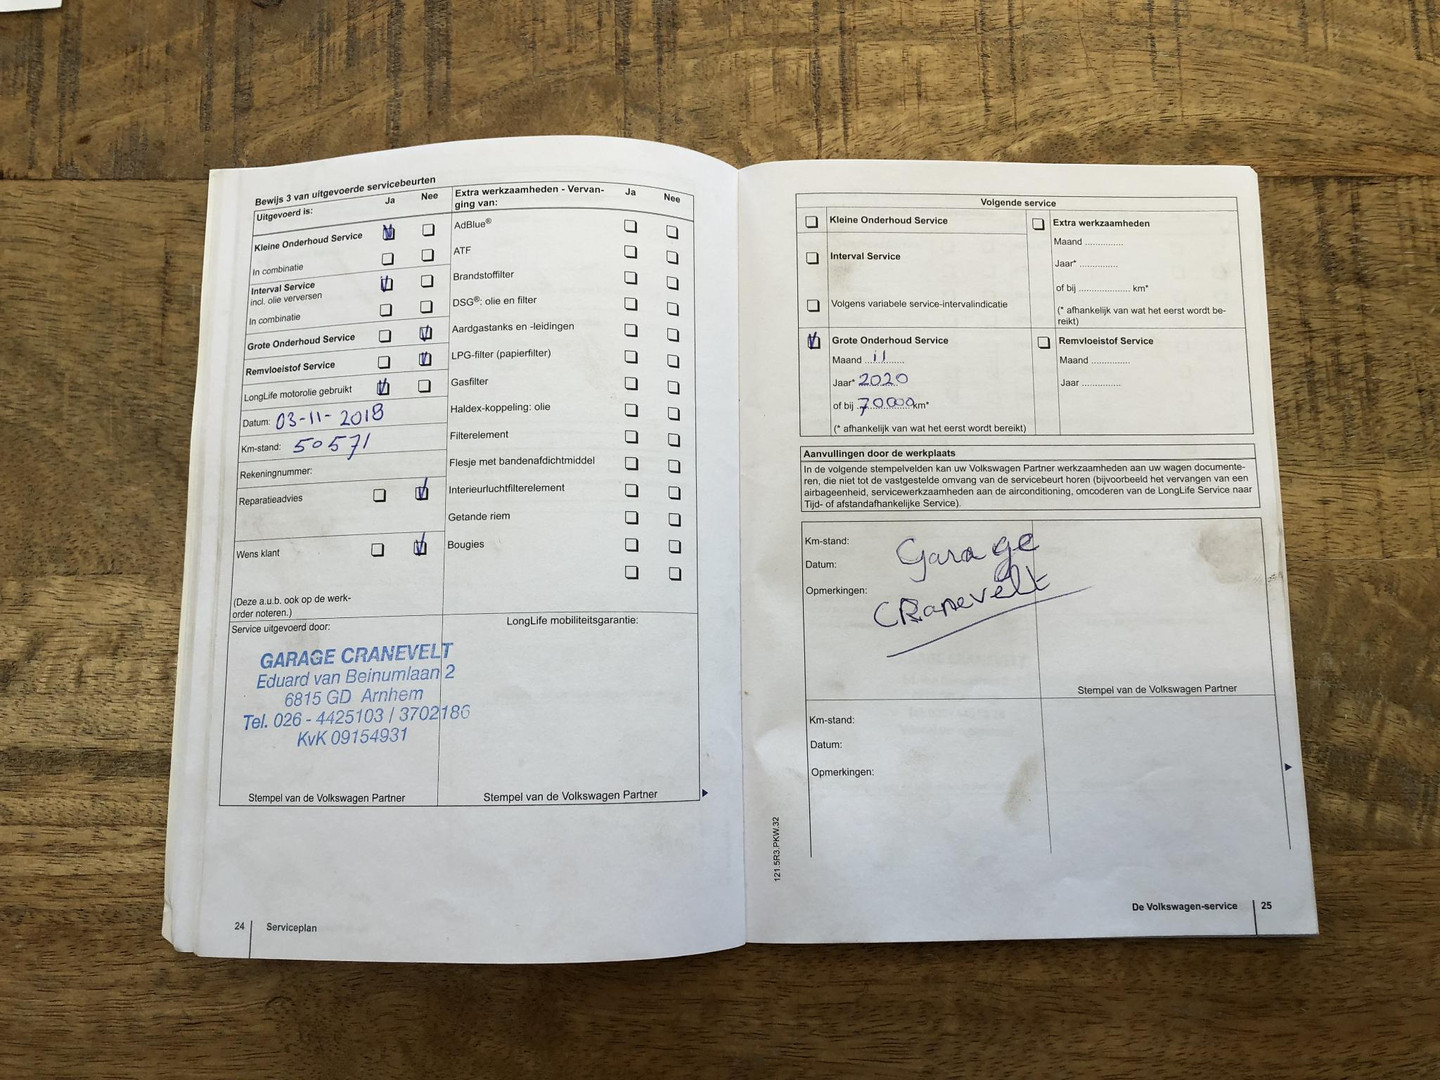 Bewijs 3 van uitgevoerde servicebeurten
Uitgevoerd is: Ja Nee
Kleine Onderhoud Service
In combinatie
Interval Service
incl. olie verversen
In combinatie
Grote Onderhoud Service
Remvloeistof Service
LongLife motorolie gebruikt
Datum: 03-11-2018
Km-stand: 50571
Rekeningnummer:
Reparatieadvies
Wens klant
(Deze a.u.b. ook op de werk-
order noteren.)
Service uitgevoerd door:
GARAGE CRANEVELT
Eduard van Beinumlaan 2
6815 GD Arnhem
Tel. 026 - 4425103 / 3702186
KvK 09154931
Stempel van de Volkswagen Partner
Extra werkzaamheden - Vervan-
ging van: Ja Nee
AdBlue®
ATF
Brandstoffilter
DSG®: olie en filter
Aardgastanks en -leidingen
LPG-filter (papierfilter)
Gasfilter
Haldex-koppeling: olie
Filterelement
Flesje met bandenafdichtmiddel
Interieurluchtfilterelement
Getande riem
Bougies
LongLife mobiliteitsgarantie:
Stempel van de Volkswagen Partner
24 Serviceplan
Volgende service
Kleine Onderhoud Service
Interval Service
Volgens variabele service-intervalindicatie
Extra werkzaamheden
Maand ..............
Jaar* ..............
of bij ................... km*
(* afhankelijk van wat het eerst wordt be-
reikt)
Grote Onderhoud Service
Maand 11
Jaar* 2020
of bij 70000 km*
(* afhankelijk van wat het eerst wordt bereikt)
Remvloeistof Service
Maand ..............
Jaar ..............
Aanvullingen door de werkplaats
In de volgende stempelvelden kan uw Volkswagen Partner werkzaamheden aan uw wagen documente-
ren, die niet tot de vastgestelde omvang van de servicebeurt horen (bijvoorbeeld het vervangen van een
airbageenheid, servicewerkzaamheden aan de airconditioning, omcoderen van de LongLife Service naar
Tijd- of afstandafhankelijke Service).
Km-stand:
Datum:
Opmerkingen:
Garage
CRanevelt
Stempel van de Volkswagen Partner
Km-stand:
Datum:
Opmerkingen:
121.5R3.PKW.32
De Volkswagen-service 25